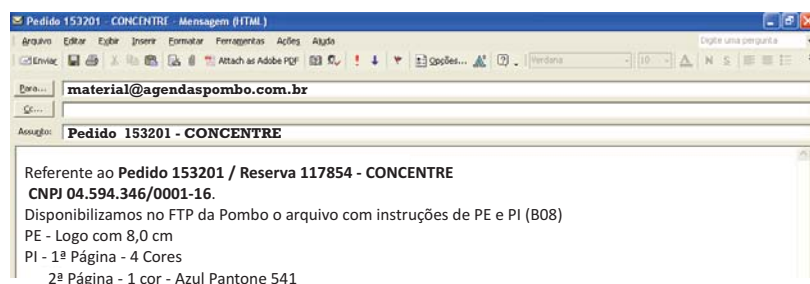 Pedido 153201 - CONCENTRE - Mensagem (HTML)
Arquivo Editar Exibir Inserir Formatar Ferramentas Ações Ajuda Digite uma pergunta
Enviar Attach as Adobe PDF Opções... Verdana 10 A N S
Para... material@agendaspombo.com.br
Cc...
Assunto: Pedido 153201 - CONCENTRE
Referente ao Pedido 153201 / Reserva 117854 - CONCENTRE
CNPJ 04.594.346/0001-16.
Disponibilizamos no FTP da Pombo o arquivo com instruções de PE e PI (B08)
PE - Logo com 8,0 cm
PI - 1ª Página - 4 Cores
2ª Página - 1 cor - Azul Pantone 541